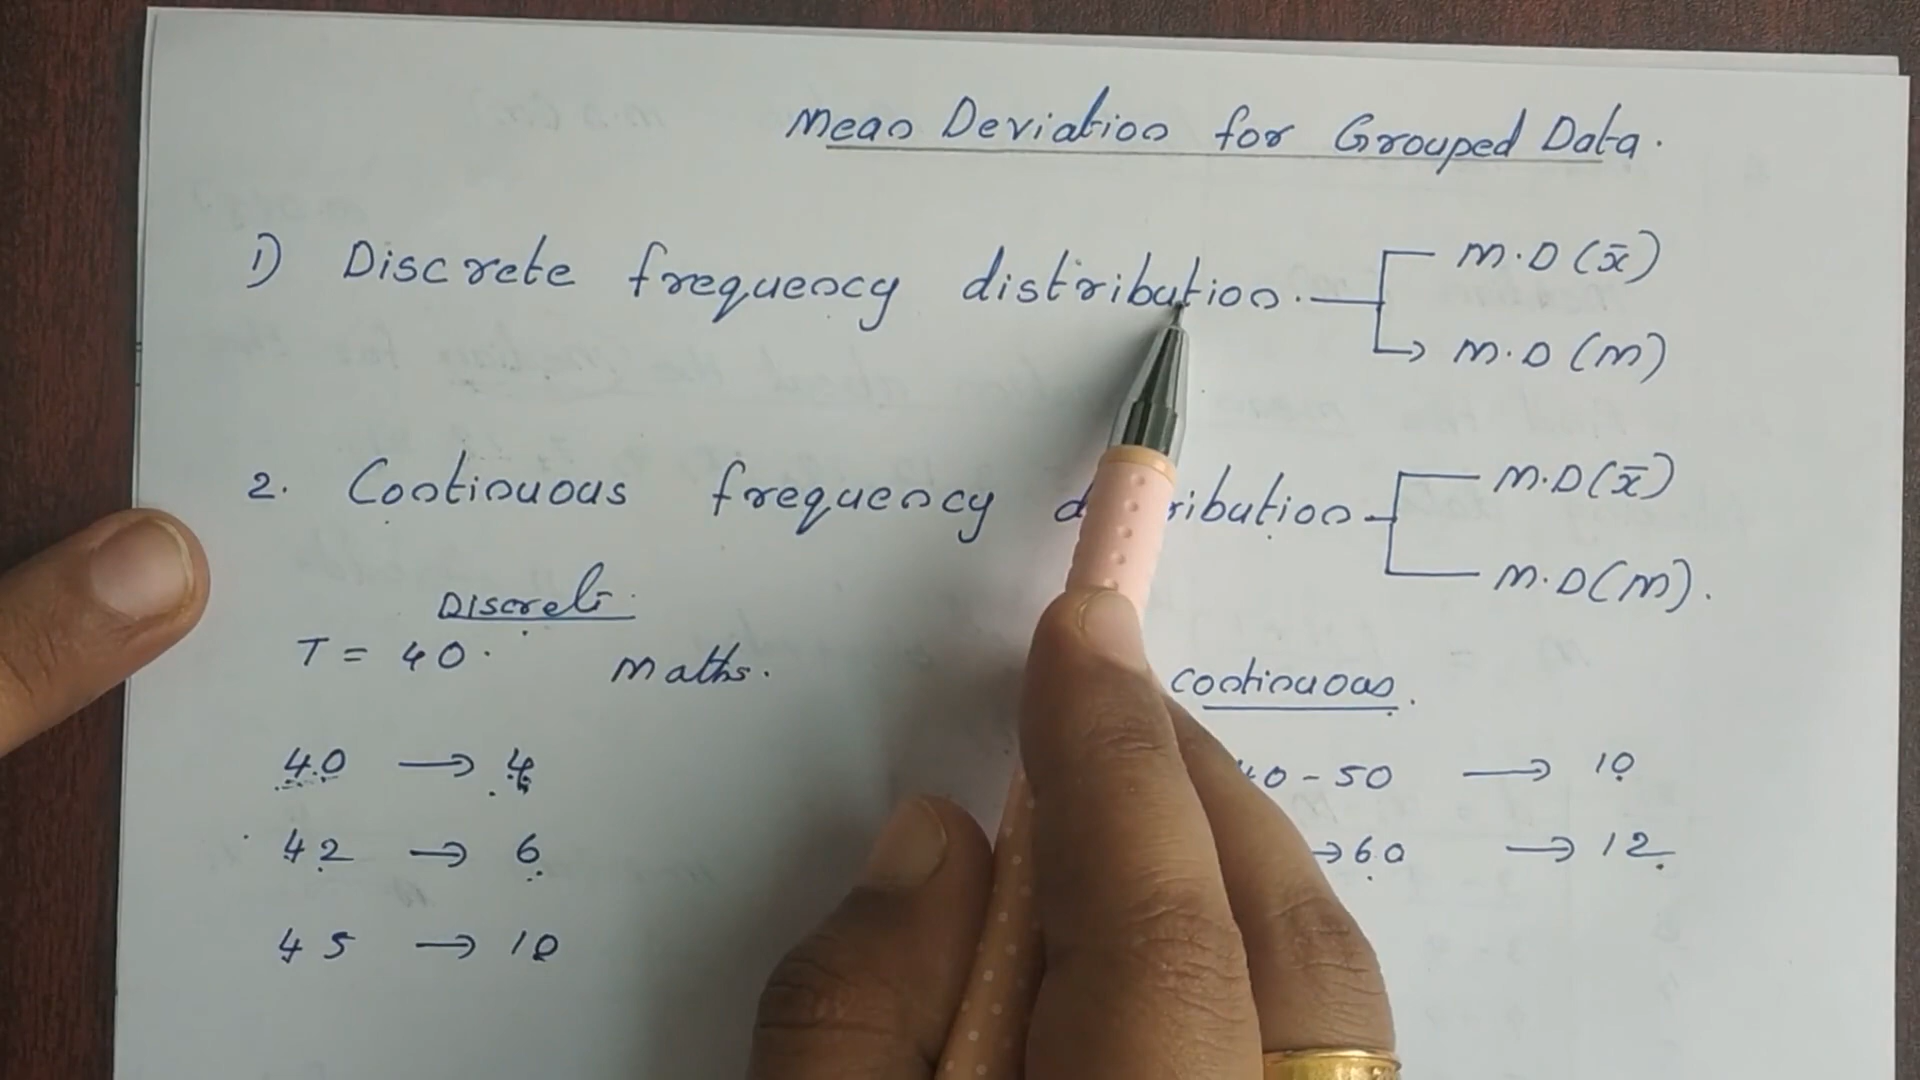 Mean Deviation for Grouped Data.
1) Discrete frequency distribution.
M.D (x̄)
M.D (M)
2. Continuous frequency
M.D (x̄)
M.D (M).
Discrete
T = 40.
Maths.
continuous.
40 → 4
42 → 6
45 → 10
40 - 50 → 10
→ 60 → 12